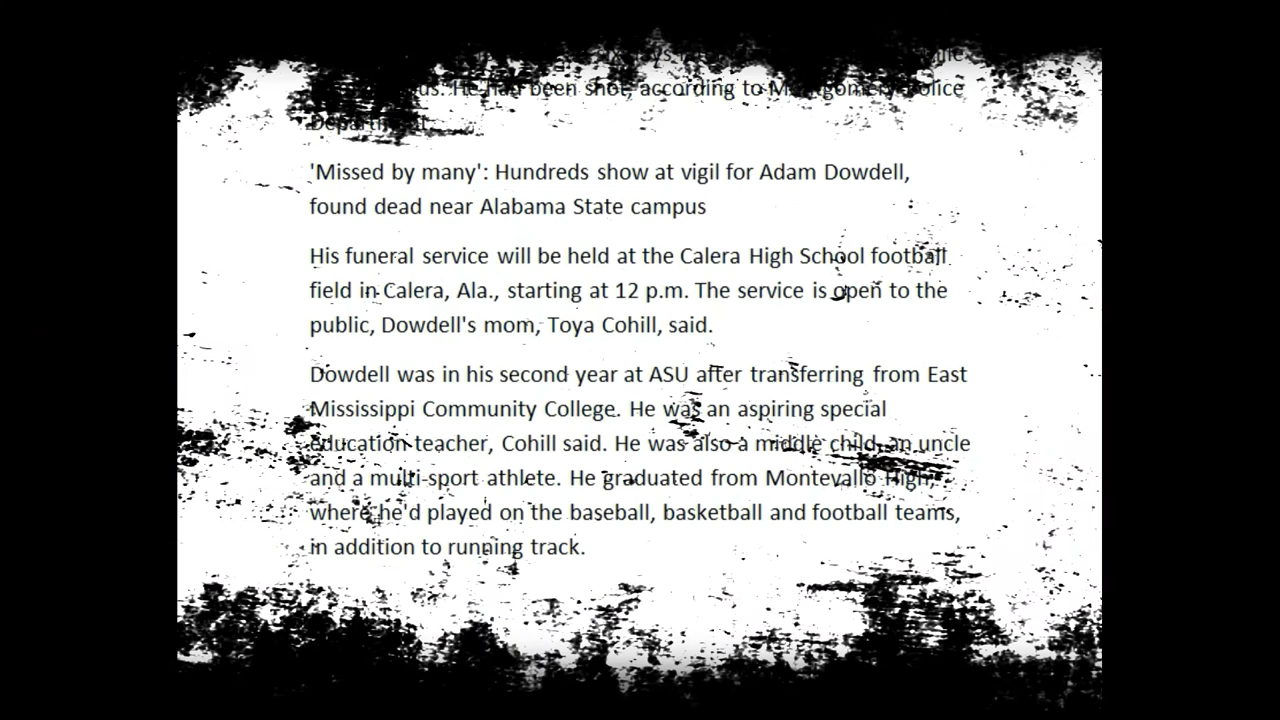 us. He had been shot, according to Montgomery Police
Department.
'Missed by many': Hundreds show at vigil for Adam Dowdell,
found dead near Alabama State campus
His funeral service will be held at the Calera High School football
field in Calera, Ala., starting at 12 p.m. The service is open to the
public, Dowdell's mom, Toya Cohill, said.
Dowdell was in his second year at ASU after transferring from East
Mississippi Community College. He was an aspiring special
education teacher, Cohill said. He was also a middle child, an uncle
and a multi-sport athlete. He graduated from Montevallo High,
where he'd played on the baseball, basketball and football teams,
in addition to running track.